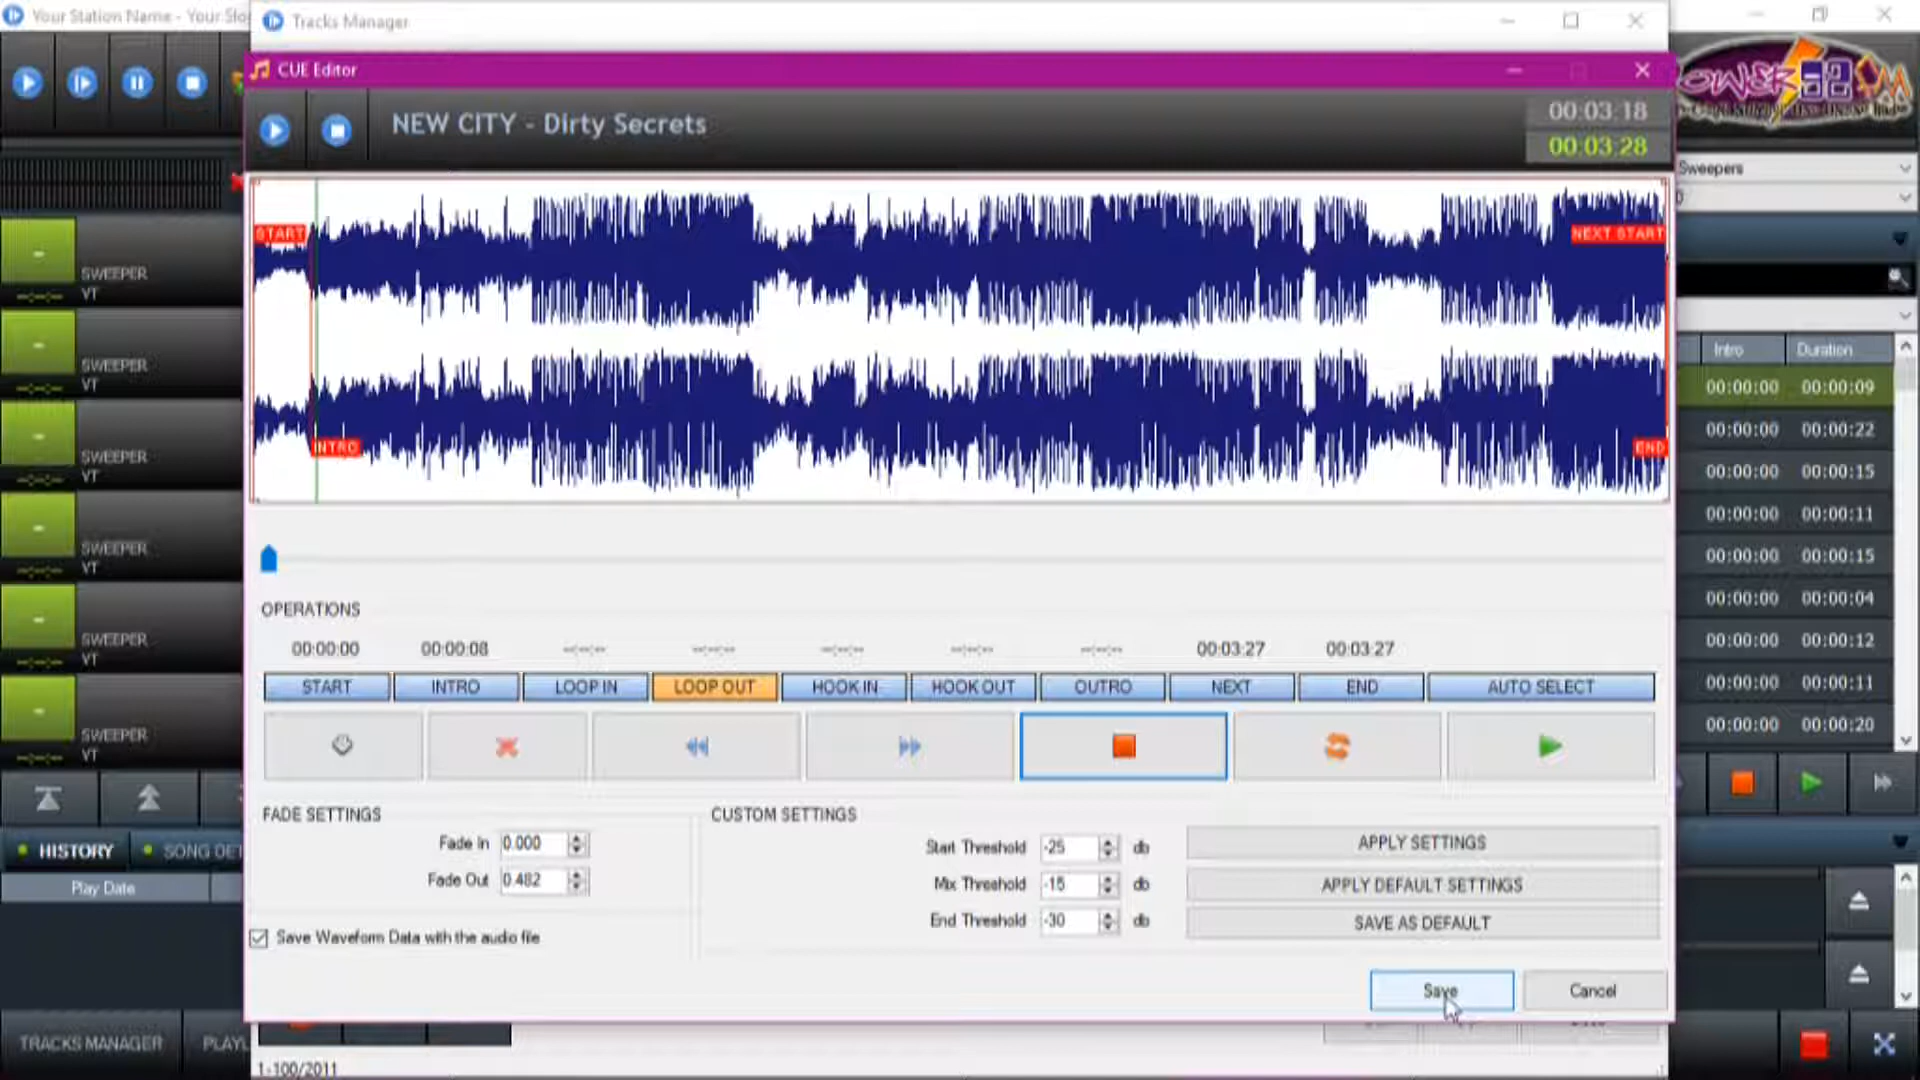 Your Station Name - Your Slo
Tracks Manager
CUE Editor
NEW CITY - Dirty Secrets
00:03:18
00:03:28
Sweepers
START
NEXT START
INTRO
END
SWEEPER
VT
SWEEPER
VT
SWEEPER
VT
SWEEPER
VT
SWEEPER
VT
SWEEPER
VT
Intro Duration
00:00:00 00:00:09
00:00:00 00:00:22
00:00:00 00:00:15
00:00:00 00:00:11
00:00:00 00:00:15
00:00:00 00:00:04
00:00:00 00:00:12
00:00:00 00:00:11
00:00:00 00:00:20
OPERATIONS
00:00:00 00:00:08 --:--:-- --:--:-- --:--:-- --:--:-- --:--:-- 00:03:27 00:03:27
START INTRO LOOP IN LOOP OUT HOOK IN HOOK OUT OUTRO NEXT END AUTO SELECT
FADE SETTINGS
Fade In 0.000
Fade Out 0.482
Save Waveform Data with the audio file
CUSTOM SETTINGS
Start Threshold -25 db
Mix Threshold -15 db
End Threshold -30 db
APPLY SETTINGS
APPLY DEFAULT SETTINGS
SAVE AS DEFAULT
Save Cancel
HISTORY SONG DET
Play Date
TRACKS MANAGER PLAYL
1-100/2011